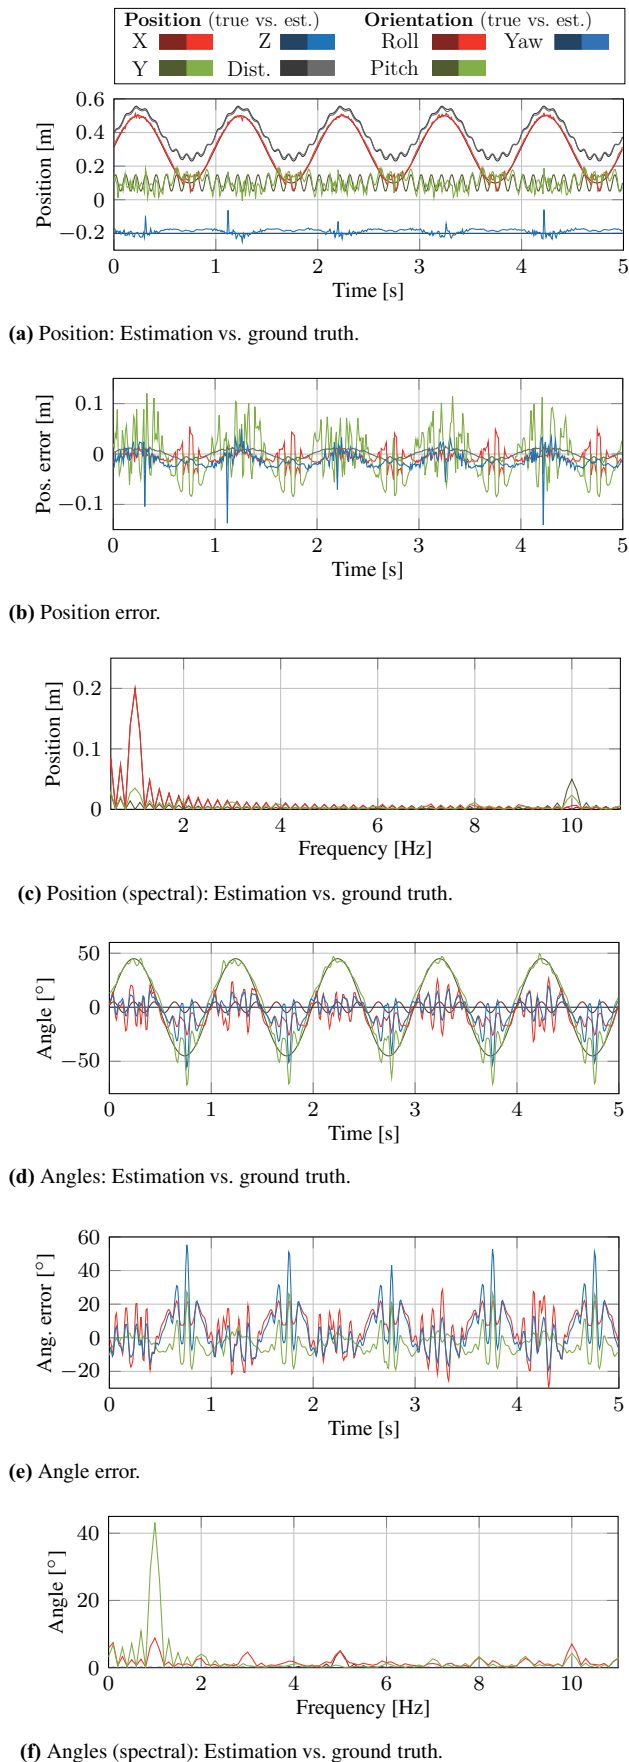 Position (true vs. est.) Orientation (true vs. est.)
X Z Roll Yaw
Y Dist. Pitch
0.6
0.4
0.2
0
−0.2
Position [m]
0 1 2 3 4 5
Time [s]
(a) Position: Estimation vs. ground truth.
0.1
0
−0.1
Pos. error [m]
0 1 2 3 4 5
Time [s]
(b) Position error.
0.2
0.1
0
Position [m]
2 4 6 8 10
Frequency [Hz]
(c) Position (spectral): Estimation vs. ground truth.
50
0
−50
Angle [°]
0 1 2 3 4 5
Time [s]
(d) Angles: Estimation vs. ground truth.
60
40
20
0
−20
Ang. error [°]
0 1 2 3 4 5
Time [s]
(e) Angle error.
40
20
0
Angle [°]
0 2 4 6 8 10
Frequency [Hz]
(f) Angles (spectral): Estimation vs. ground truth.